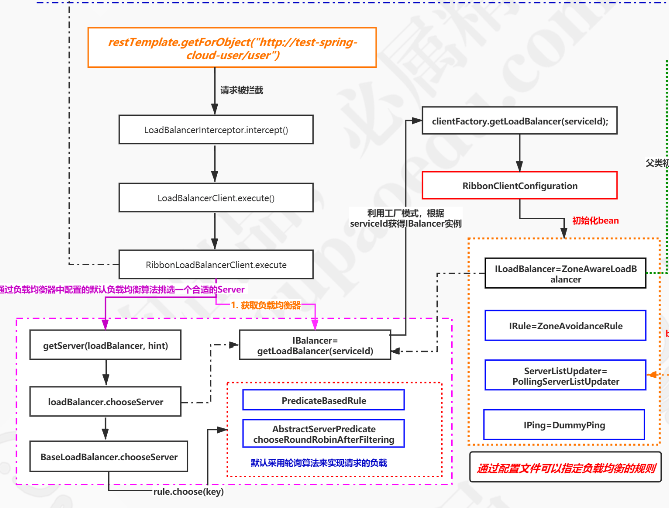 restTemplate.getForObject("http://test-spring-
cloud-user/user")
请求被拦截
LoadBalancerInterceptor.intercept()
LoadBalancerClient.execute()
RibbonLoadBalancerClient.execute
通过负载均衡器中配置的默认负载均衡算法挑选一个合适的Server
1. 获取负载均衡器
getServer(loadBalancer, hint)
loadBalancer.chooseServer
BaseLoadBalancer.chooseServer
rule.choose(key)
IBalancer=
getLoadBalancer(serviceId)
PredicateBasedRule
AbstractServerPredicate
chooseRoundRobinAfterFiltering
默认采用轮询算法来实现请求的负载
利用工厂模式，根据
serviceId获得IBalancer实例
clientFactory.getLoadBalancer(serviceId);
RibbonClientConfiguration
初始化bean
父类初
ILoadBalancer=ZoneAwareLoadB
alancer
IRule=ZoneAvoidanceRule
ServerListUpdater=
PollingServerListUpdater
IPing=DummyPing
通过配置文件可以指定负载均衡的规则